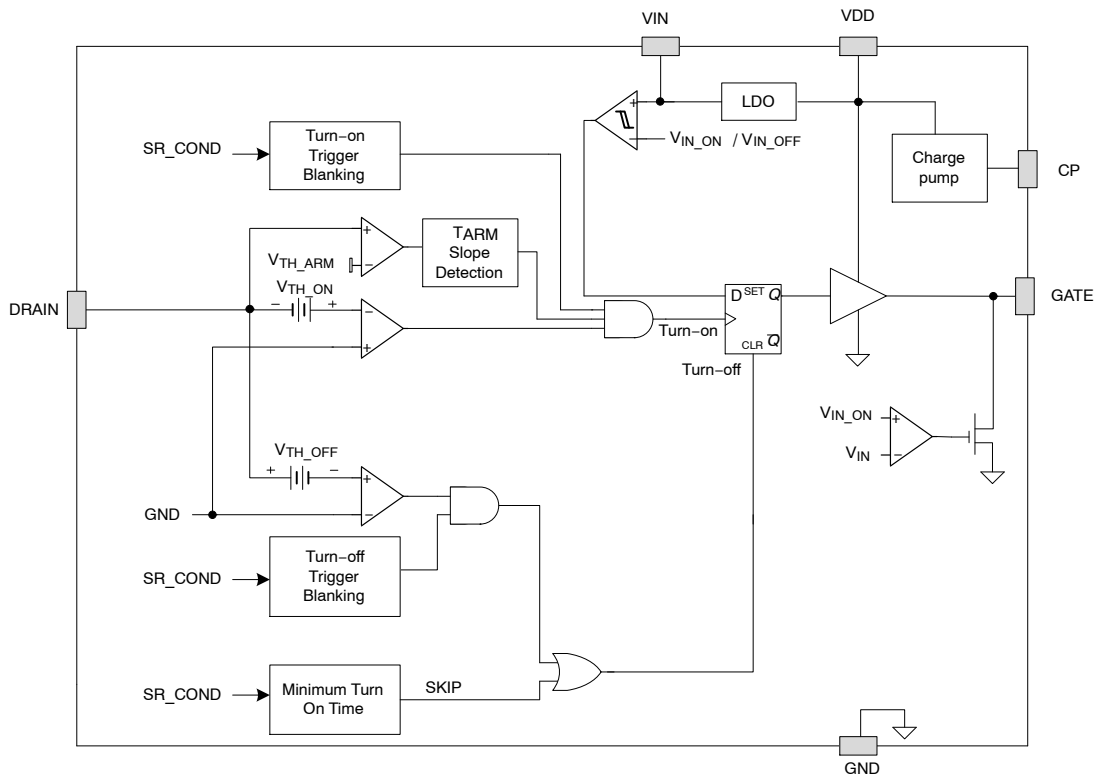 VIN
VDD
LDO
V_IN_ON / V_IN_OFF
Charge
pump
CP
SR_COND
Turn-on
Trigger
Blanking
+
−
+
−
V_TH_ARM
T_ARM
Slope
Detection
V_TH_ON
− +
−
+
DRAIN
D SET Q
CLR Q̅
Turn-on
Turn-off
GATE
V_IN_ON
+
V_IN
−
V_TH_OFF
+ −
+
−
GND
SR_COND
Turn-off
Trigger
Blanking
SR_COND
Minimum Turn
On Time
SKIP
GND